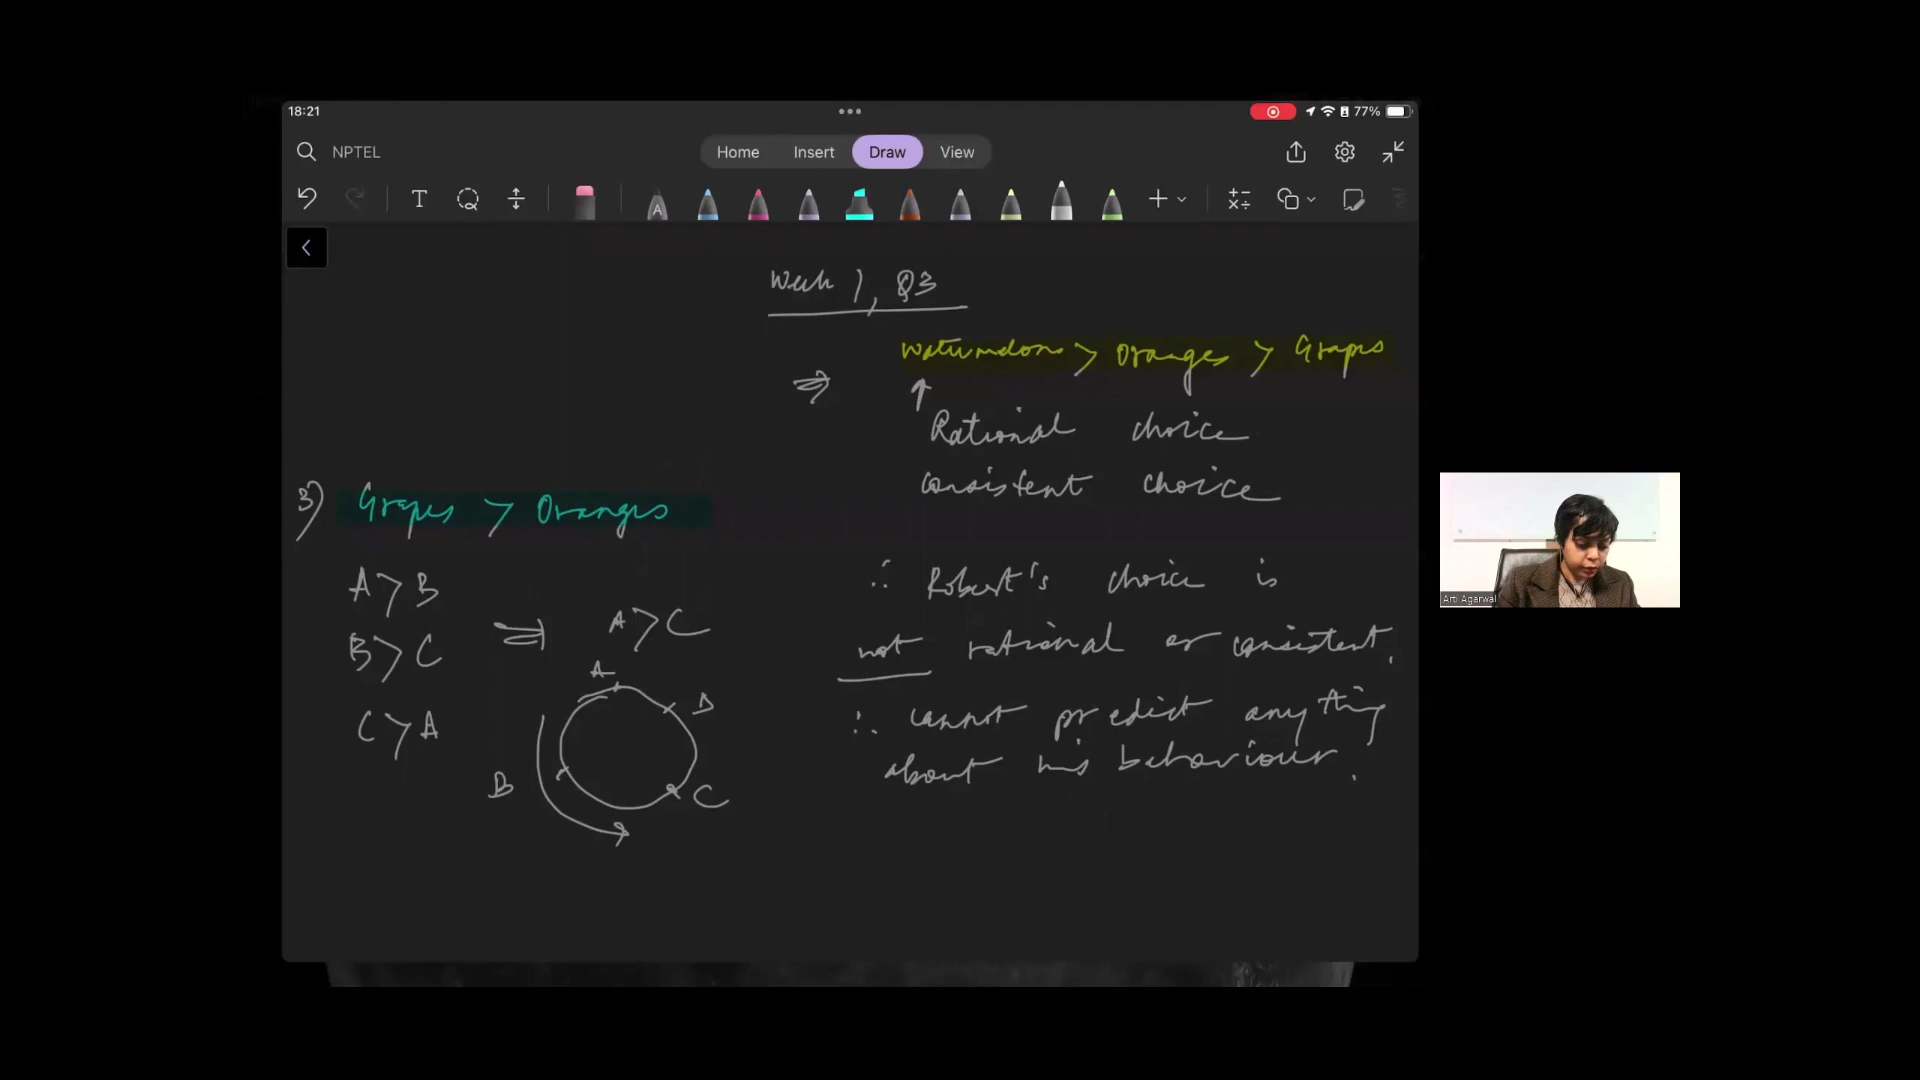 18:21
77%
NPTEL
Home Insert Draw View
T
A
Week 1, Q3
Watermelons > Oranges > Grapes
⇒ ↑
Rational choice
consistent choice
3) Grapes > Oranges
A > B
B > C ⇒ A > C
C > A
A
D
B
C
∴ Robert's choice is
not rational or consistent.
∴ cannot predict anything
about his behaviour.
Arti Agarwal